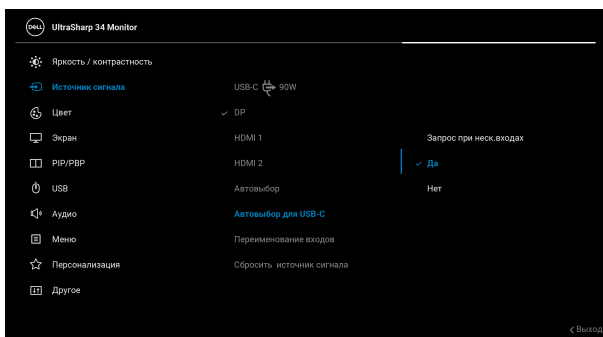 DELL UltraSharp 34 Monitor
Яркость / контрастность
Источник сигнала
USB-C 90W
Цвет
DP
Экран
HDMI 1
Запрос при неск.входах
PIP/PBP
HDMI 2
Да
USB
Автовыбор
Нет
Аудио
Автовыбор для USB-C
Меню
Переименование входов
Персонализация
Сбросить источник сигнала
Другое
Выход